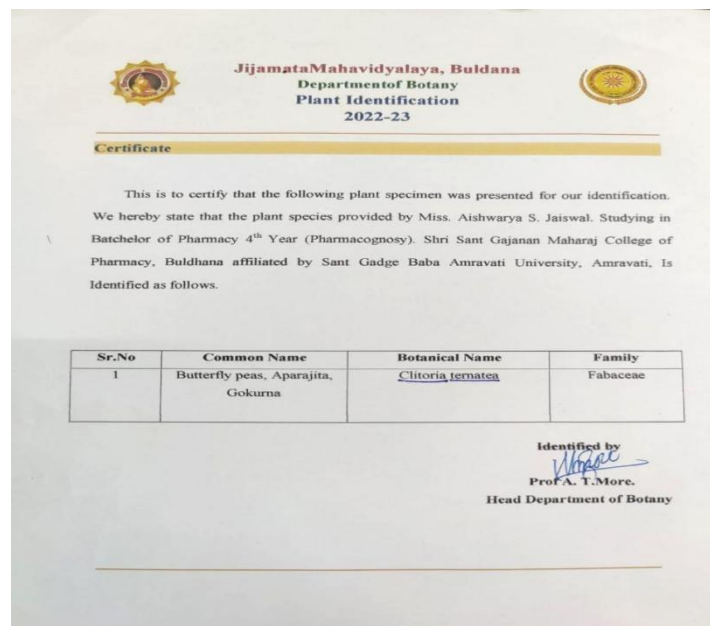 JijamataMahavidyalaya, Buldana
Departmentof Botany
Plant Identification
2022-23
Certificate
This is to certify that the following plant specimen was presented for our identification.
We hereby state that the plant species provided by Miss. Aishwarya S. Jaiswal. Studying in
Batchelor of Pharmacy 4th Year (Pharmacognosy). Shri Sant Gajanan Maharaj College of
Pharmacy, Buldhana affiliated by Sant Gadge Baba Amravati University, Amravati, Is
Identified as follows.
Sr.No Common Name Botanical Name Family
1 Butterfly peas, Aparajita, Clitoria ternatea Fabaceae
Gokurna
Identified by
Prof A. T.More.
Head Department of Botany